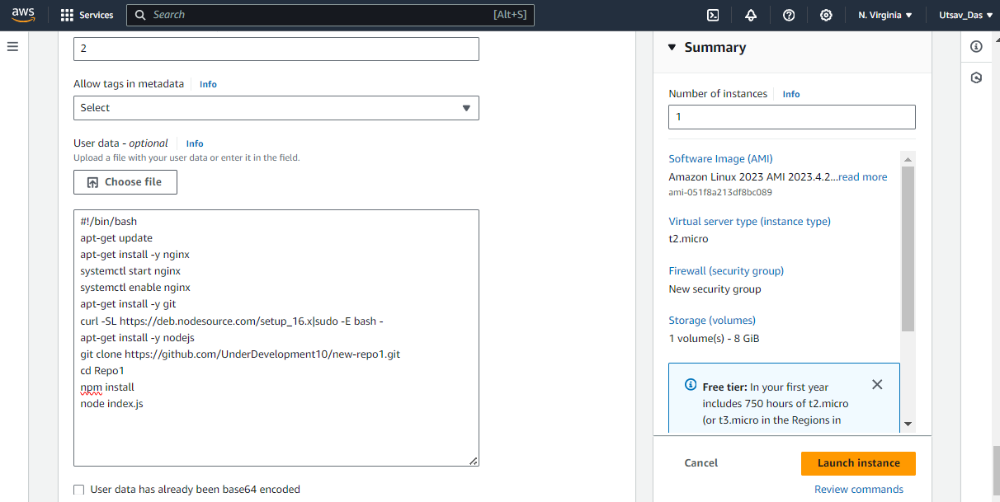 aws
Services
Search
[Alt+S]
N. Virginia
Utsav_Das
2
Allow tags in metadata
Info
Select
User data - optional
Info
Upload a file with your user data or enter it in the field.
Choose file
#!/bin/bash
apt-get update
apt-get install -y nginx
systemctl start nginx
systemctl enable nginx
apt-get install -y git
curl -SL https://deb.nodesource.com/setup_16.x|sudo -E bash -
apt-get install -y nodejs
git clone https://github.com/UnderDevelopment10/new-repo1.git
cd Repo1
npm install
node index.js
User data has already been base64 encoded
Summary
Number of instances
Info
1
Software Image (AMI)
Amazon Linux 2023 AMI 2023.4.2...read more
ami-051f8a213df8bc089
Virtual server type (instance type)
t2.micro
Firewall (security group)
New security group
Storage (volumes)
1 volume(s) - 8 GiB
Free tier: In your first year
includes 750 hours of t2.micro
(or t3.micro in the Regions in
Cancel
Launch instance
Review commands